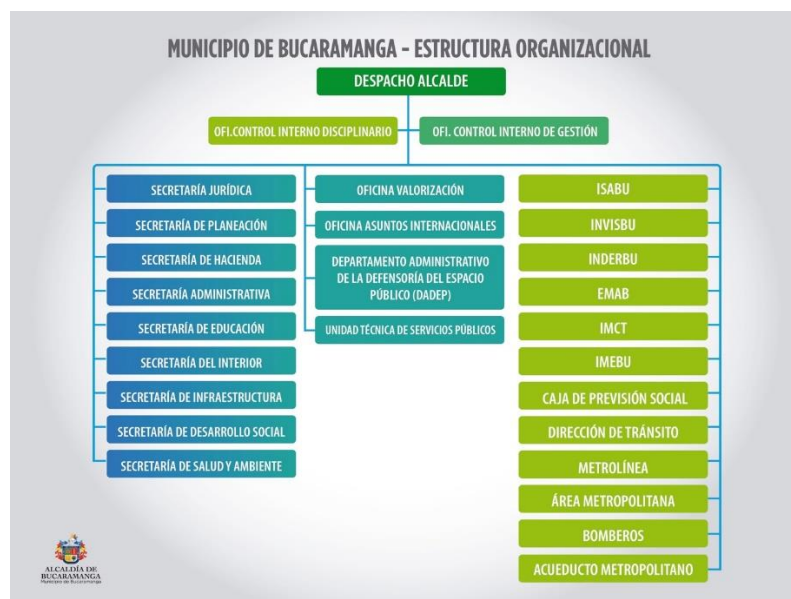 MUNICIPIO DE BUCARAMANGA - ESTRUCTURA ORGANIZACIONAL
DESPACHO ALCALDE
OFI.CONTROL INTERNO DISCIPLINARIO
OFI. CONTROL INTERNO DE GESTIÓN
SECRETARÍA JURÍDICA
SECRETARÍA DE PLANEACIÓN
SECRETARÍA DE HACIENDA
SECRETARÍA ADMINISTRATIVA
SECRETARÍA DE EDUCACIÓN
SECRETARÍA DEL INTERIOR
SECRETARÍA DE INFRAESTRUCTURA
SECRETARÍA DE DESARROLLO SOCIAL
SECRETARÍA DE SALUD Y AMBIENTE
OFICINA VALORIZACIÓN
OFICINA ASUNTOS INTERNACIONALES
DEPARTAMENTO ADMINISTRATIVO
DE LA DEFENSORÍA DEL ESPACIO
PÚBLICO (DADEP)
UNIDAD TÉCNICA DE SERVICIOS PÚBLICOS
ISABU
INVISBU
INDERBU
EMAB
IMCT
IMEBU
CAJA DE PREVISIÓN SOCIAL
DIRECCIÓN DE TRÁNSITO
METROLÍNEA
ÁREA METROPOLITANA
BOMBEROS
ACUEDUCTO METROPOLITANO
ALCALDÍA DE
BUCARAMANGA
Municipio de Bucaramanga